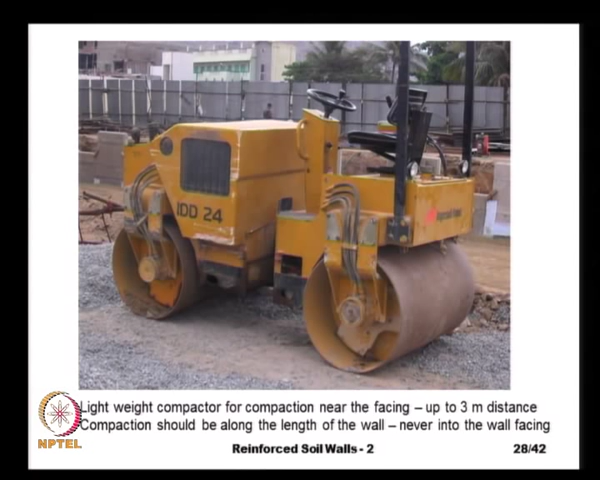 IDD 24
Light weight compactor for compaction near the facing – up to 3 m distance
Compaction should be along the length of the wall – never into the wall facing
NPTEL
Reinforced Soil Walls - 2
28/42